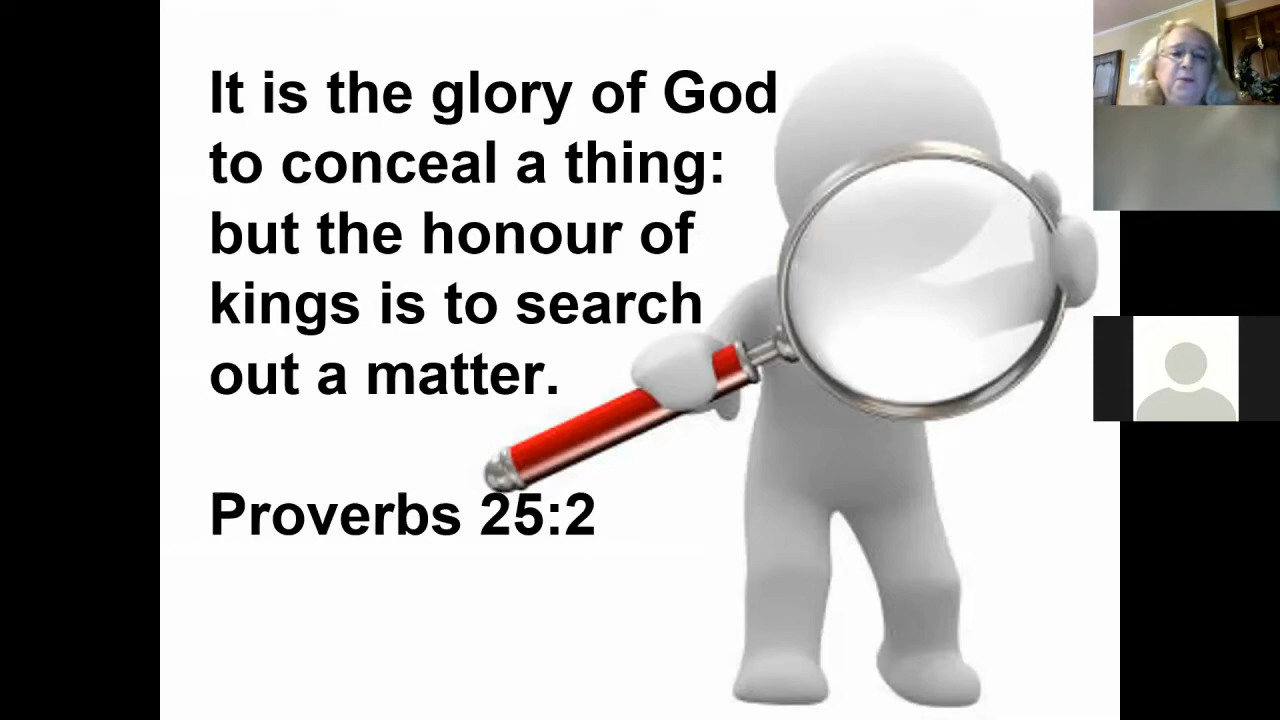 It is the glory of God
to conceal a thing:
but the honour of
kings is to search
out a matter.
Proverbs 25:2